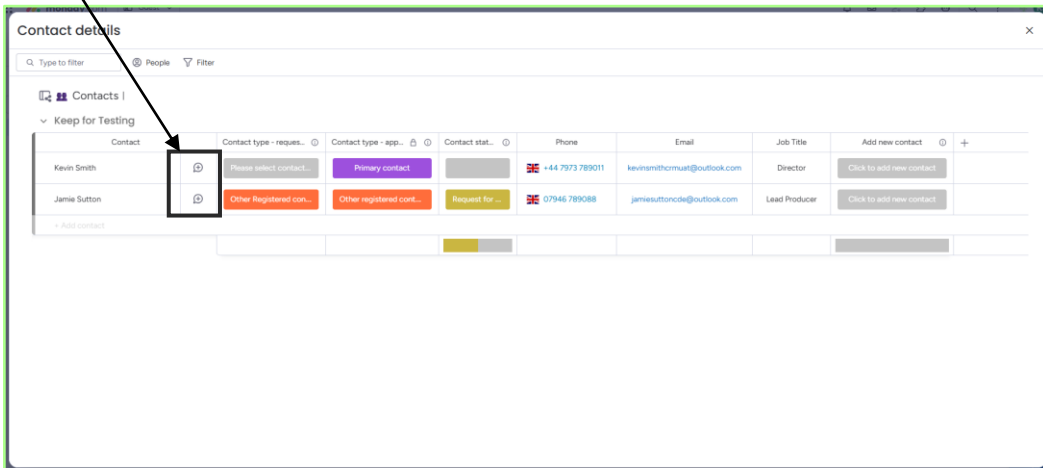 Contact details
Type to filter People Filter
Contacts
Keep for Testing
Contact Contact type - reques... Contact type - app... Contact stat... Phone Email Job Title Add new contact
Kevin Smith Please select contact... Primary contact +44 7973 789011 kevinsmithcrmuat@outlook.com Director Click to add new contact
Jamie Sutton Other Registered con... Other registered cont... Request for ... 07946 789088 jamiesuttoncde@outlook.com Lead Producer Click to add new contact
+ Add contact